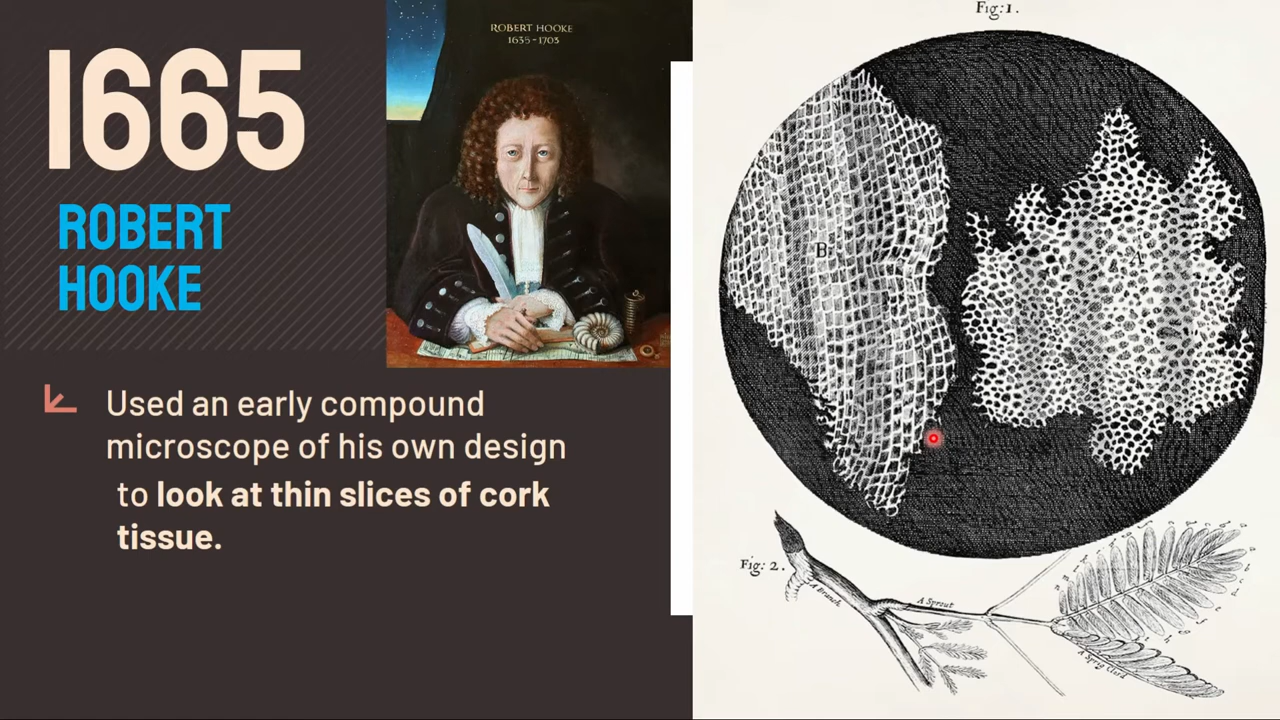 1665
ROBERT
HOOKE
ROBERT HOOKE
1635-1703
Used an early compound
microscope of his own design
to look at thin slices of cork
tissue.
Fig:1.
B
A
Fig: 2.
A Branch
A Sprout